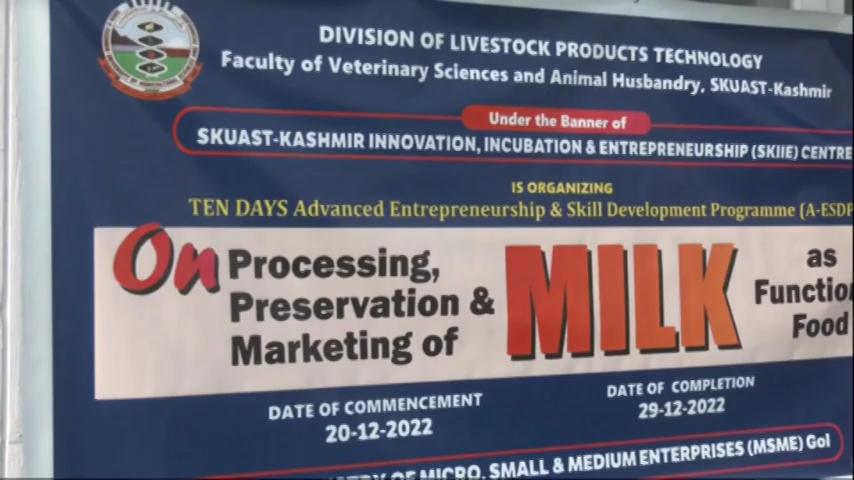 DIVISION OF LIVESTOCK PRODUCTS TECHNOLOGY
Faculty of Veterinary Sciences and Animal Husbandry, SKUAST-Kashmir
Under the Banner of
SKUAST-KASHMIR INNOVATION, INCUBATION & ENTREPRENEURSHIP (SKIIE) CENTRE
IS ORGANIZING
TEN DAYS Advanced Entrepreneurship & Skill Development Programme (A-ESDP
On Processing,
Preservation &
Marketing of
MILK
as
Functio
Food
DATE OF COMMENCEMENT
20-12-2022
DATE OF COMPLETION
29-12-2022
OF MICRO, SMALL & MEDIUM ENTERPRISES (MSME) GoI